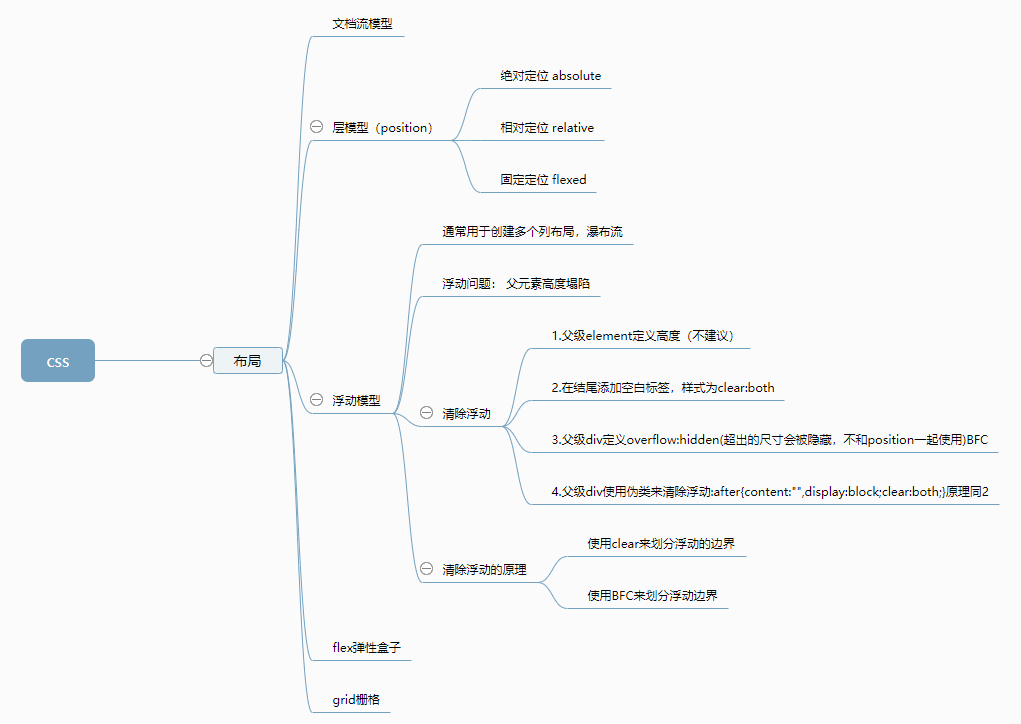 CSS
布局
文档流模型
层模型（position）
绝对定位 absolute
相对定位 relative
固定定位 flexed
浮动模型
通常用于创建多个列布局，瀑布流
浮动问题： 父元素高度塌陷
清除浮动
1.父级element定义高度（不建议）
2.在结尾添加空白标签，样式为clear:both
3.父级div定义overflow:hidden(超出的尺寸会被隐藏，不和position一起使用)BFC
4.父级div使用伪类来清除浮动:after{content:"",display:block;clear:both;}原理同2
清除浮动的原理
使用clear来划分浮动的边界
使用BFC来划分浮动边界
flex弹性盒子
grid栅格